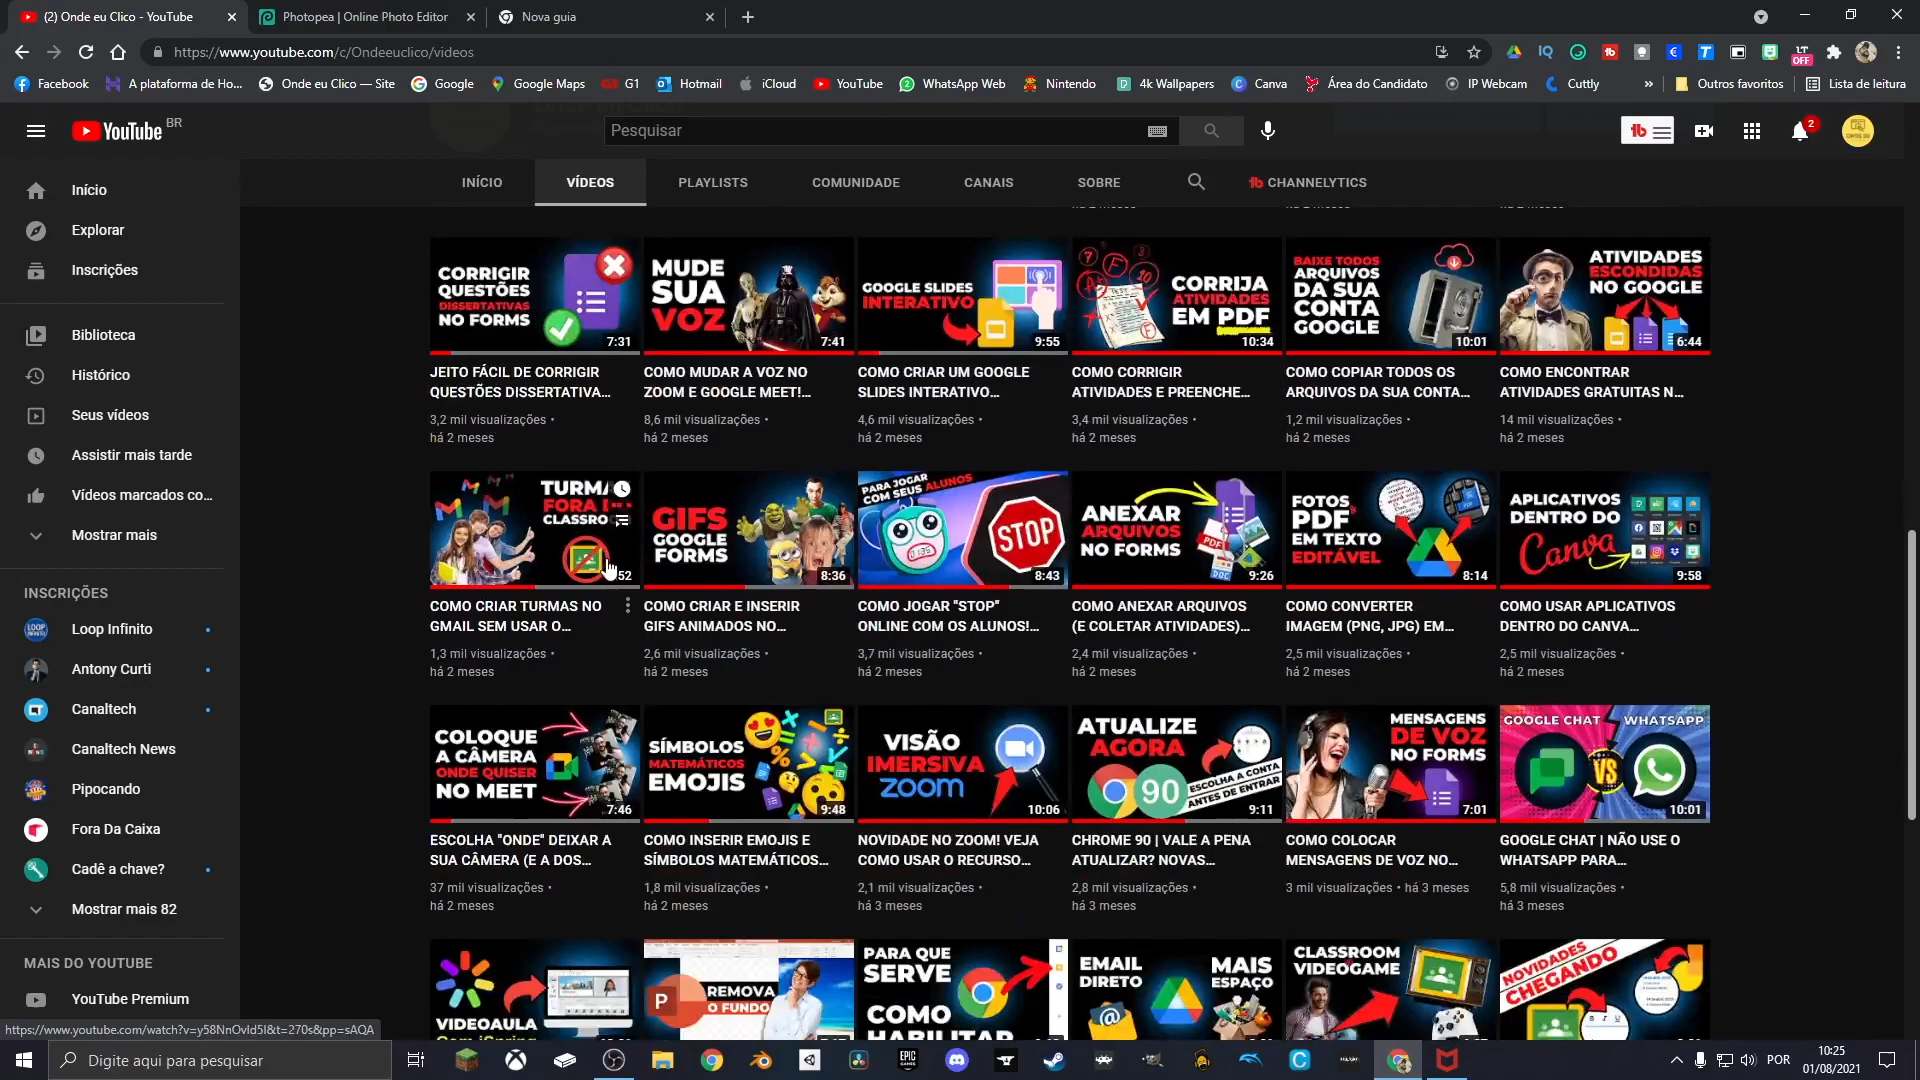 (2) Onde eu Clico - YouTube
Photopea | Online Photo Editor
Nova guia
https://www.youtube.com/c/Ondeeuclico/videos
Facebook
A plataforma de Ho...
Onde eu Clico — Site
Google
Google Maps
G1
Hotmail
iCloud
YouTube
WhatsApp Web
Nintendo
4k Wallpapers
Canva
Área do Candidato
IP Webcam
Cuttly
Outros favoritos
Lista de leitura
YouTube BR
Pesquisar
2
INÍCIO
VÍDEOS
PLAYLISTS
COMUNIDADE
CANAIS
SOBRE
CHANNELYTICS
Início
Explorar
Inscrições
Biblioteca
Histórico
Seus vídeos
Assistir mais tarde
Vídeos marcados co...
Mostrar mais
INSCRIÇÕES
Loop Infinito
Antony Curti
Canaltech
Canaltech News
Pipocando
Fora Da Caixa
Cadê a chave?
Mostrar mais 82
MAIS DO YOUTUBE
YouTube Premium
CORRIGIR
QUESTÕES
DISSERTATIVAS
NO FORMS
7:31
JEITO FÁCIL DE CORRIGIR
QUESTÕES DISSERTATIVA...
3,2 mil visualizações •
há 2 meses
MUDE
SUA
VOZ
7:41
COMO MUDAR A VOZ NO
ZOOM E GOOGLE MEET!...
8,6 mil visualizações •
há 2 meses
GOOGLE SLIDES
INTERATIVO
9:55
COMO CRIAR UM GOOGLE
SLIDES INTERATIVO...
4,6 mil visualizações •
há 2 meses
CORRIJA
ATIVIDADES
EM PDF
10:34
COMO CORRIGIR
ATIVIDADES E PREENCHE...
3,4 mil visualizações •
há 2 meses
BAIXE TODOS
ARQUIVOS
DA SUA
CONTA
GOOGLE
10:01
COMO COPIAR TODOS OS
ARQUIVOS DA SUA CONTA...
1,2 mil visualizações •
há 2 meses
ATIVIDADES
ESCONDIDAS
NO GOOGLE
6:44
COMO ENCONTRAR
ATIVIDADES GRATUITAS N...
14 mil visualizações •
há 2 meses
COMO CRIAR TURMAS NO
GMAIL SEM USAR O...
1,3 mil visualizações •
há 2 meses
GIFS
GOOGLE
FORMS
8:36
COMO CRIAR E INSERIR
GIFS ANIMADOS NO...
2,6 mil visualizações •
há 2 meses
PARA JOGAR
COM SEUS ALUNOS
STOP
8:43
COMO JOGAR "STOP"
ONLINE COM OS ALUNOS!...
3,7 mil visualizações •
há 2 meses
ANEXAR
ARQUIVOS
NO FORMS
9:26
COMO ANEXAR ARQUIVOS
(E COLETAR ATIVIDADES)...
2,4 mil visualizações •
há 2 meses
FOTOS
PDF
EM TEXTO
EDITÁVEL
8:14
COMO CONVERTER
IMAGEM (PNG, JPG) EM...
2,5 mil visualizações •
há 2 meses
APLICATIVOS
DENTRO DO
Canva
9:58
COMO USAR APLICATIVOS
DENTRO DO CANVA...
2,5 mil visualizações •
há 2 meses
COLOQUE
A CÂMERA
ONDE QUISER
NO MEET
7:46
ESCOLHA "ONDE" DEIXAR A
SUA CÂMERA (E A DOS...
37 mil visualizações •
há 2 meses
SÍMBOLOS
MATEMÁTICOS
EMOJIS
9:48
COMO INSERIR EMOJIS E
SÍMBOLOS MATEMÁTICOS...
1,8 mil visualizações •
há 2 meses
VISÃO
IMERSIVA
ZOOM
10:06
NOVIDADE NO ZOOM! VEJA
COMO USAR O RECURSO...
2,1 mil visualizações •
há 3 meses
ATUALIZE
AGORA
90
ESCOLHA A CONTA
ANTES DE ENTRAR
9:11
CHROME 90 | VALE A PENA
ATUALIZAR? NOVAS...
2,8 mil visualizações •
há 3 meses
MENSAGENS
DE VOZ
NO FORMS
7:01
COMO COLOCAR
MENSAGENS DE VOZ NO...
3 mil visualizações • há 3 meses
GOOGLE CHAT
WHATSAPP
VS
10:01
GOOGLE CHAT | NÃO USE O
WHATSAPP PARA...
5,8 mil visualizações •
há 3 meses
VIDEOAULA
REMOVA
O FUNDO
PARA QUE
SERVE
COMO
HABILITAR
EMAIL
DIRETO
MAIS
ESPAÇO
CLASSROOM
VIDEOGAME
NOVIDADES
CHEGANDO
https://www.youtube.com/watch?v=y58NnOvld5I&t=270s&pp=sAQA
Digite aqui para pesquisar
POR
10:25
01/08/2021